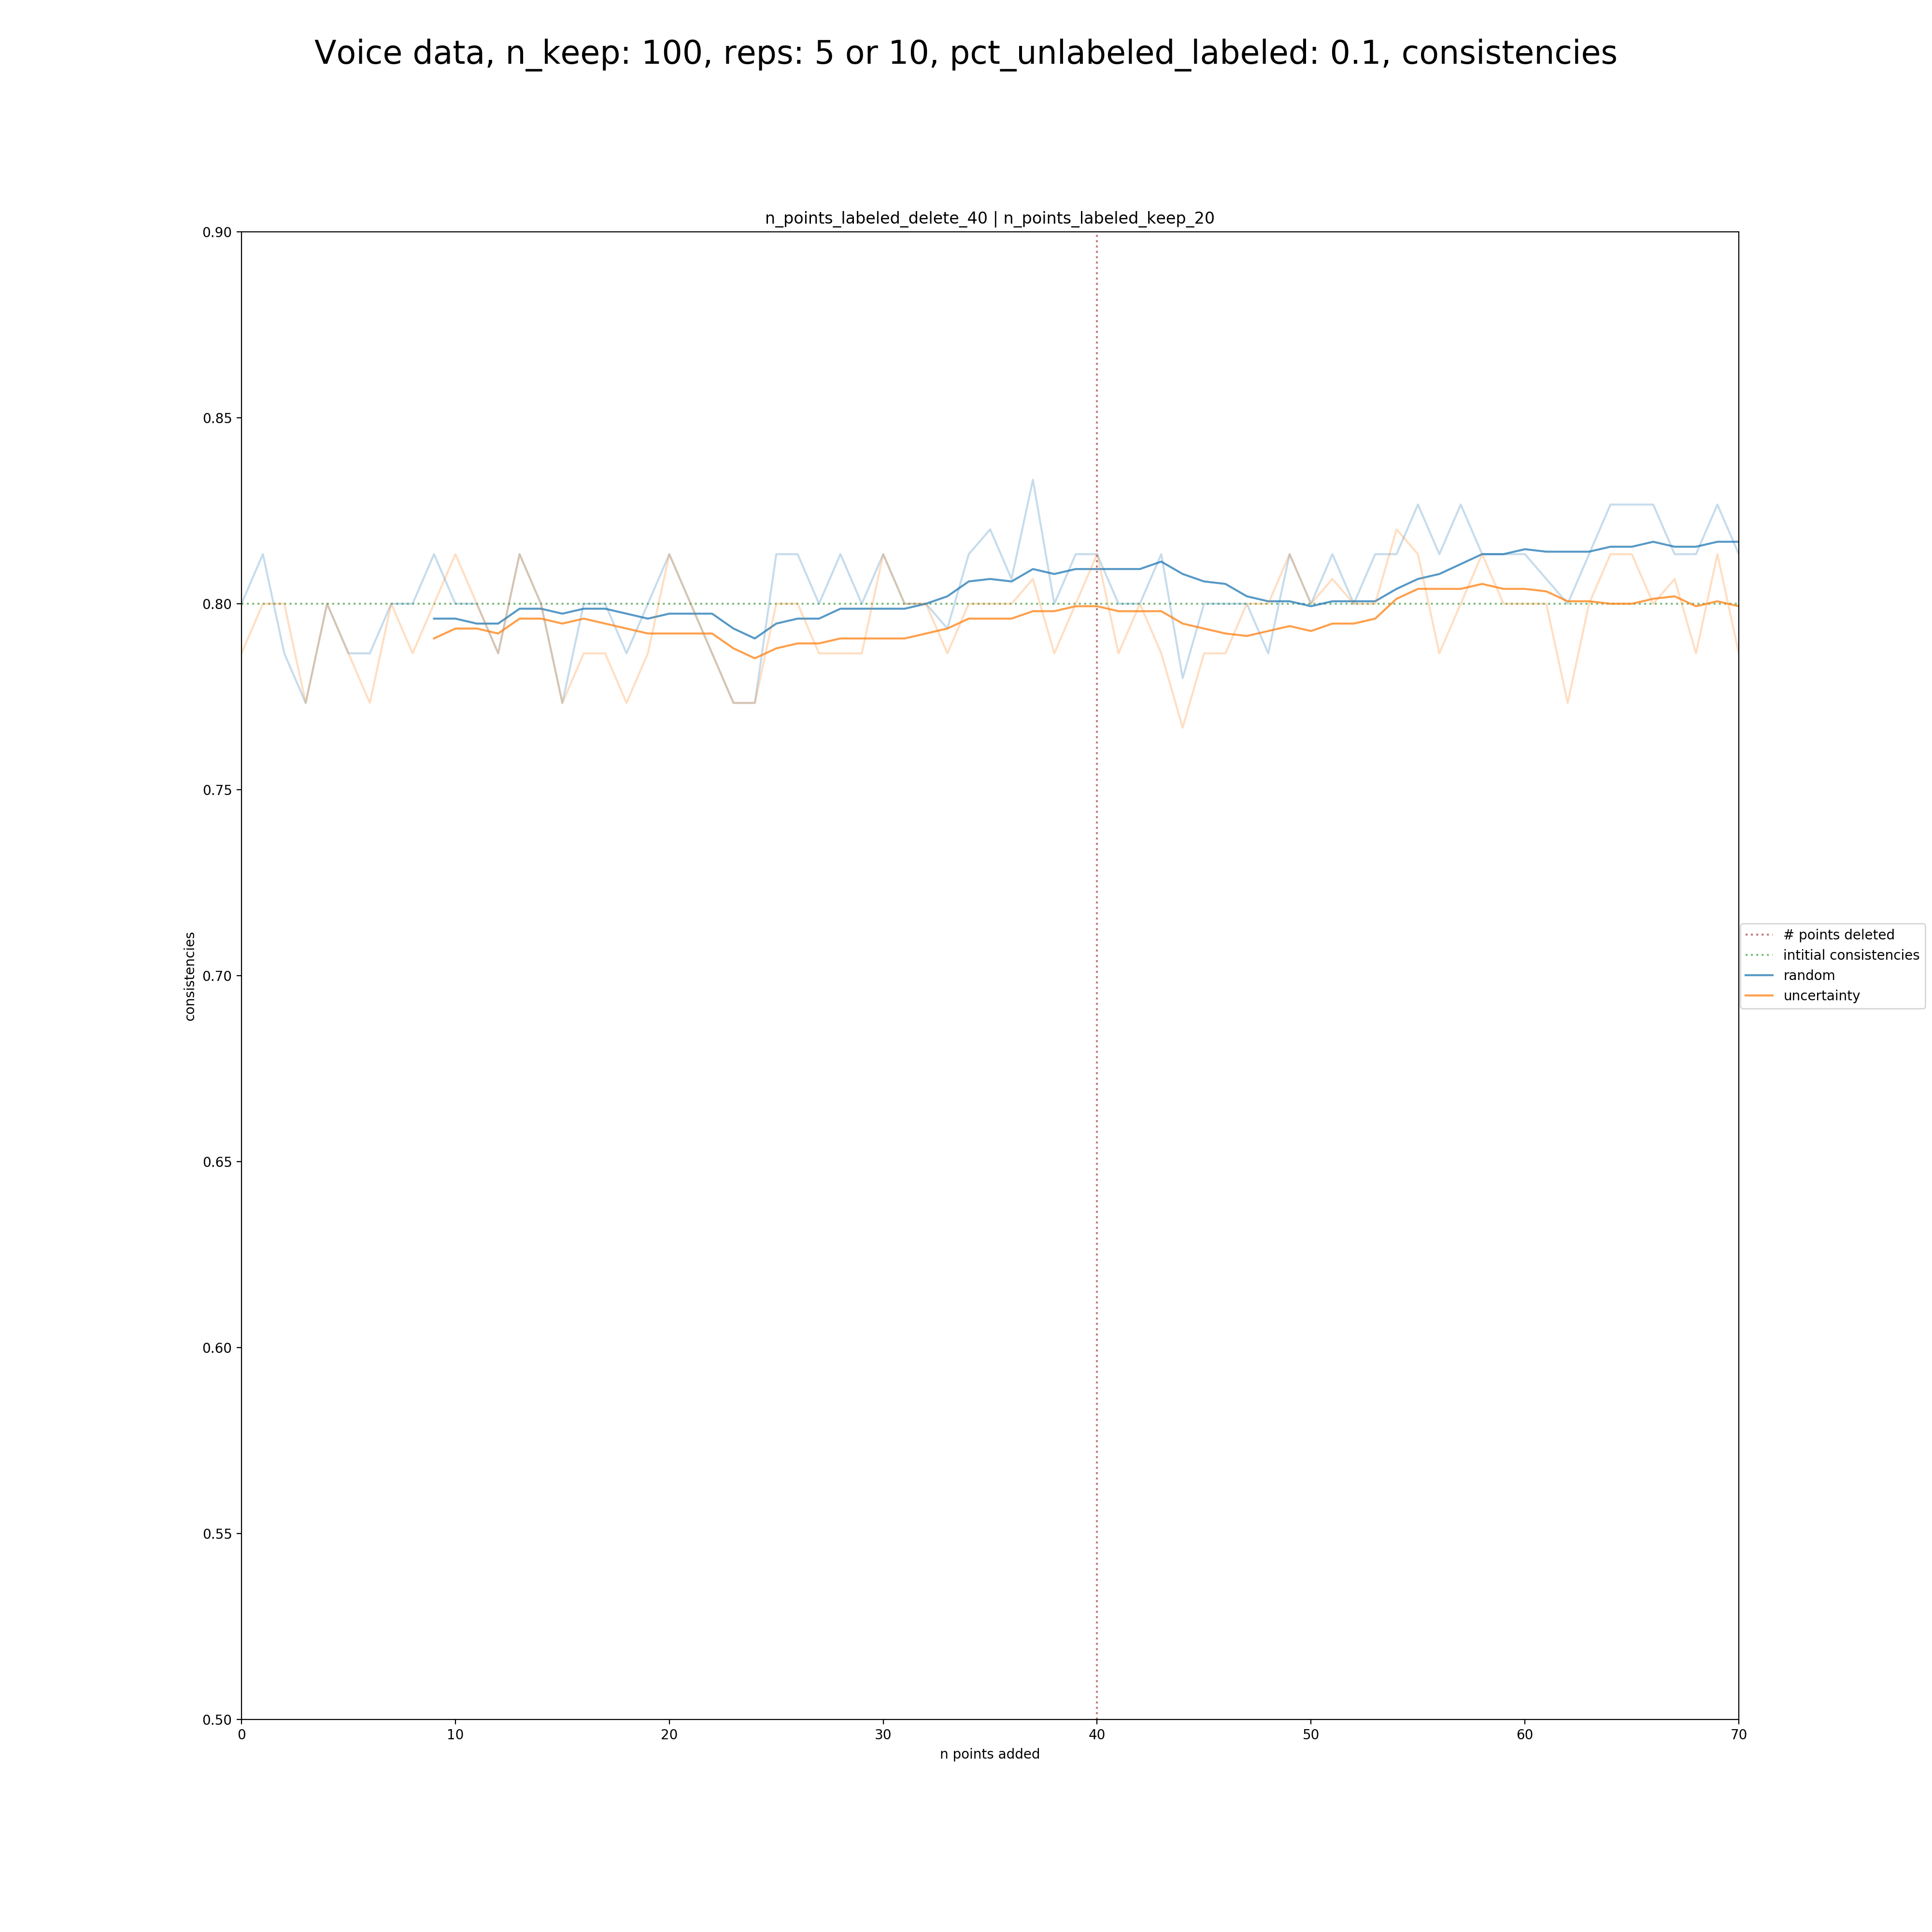 Voice data, n_keep: 100, reps: 5 or 10, pct_unlabeled_labeled: 0.1, consistencies
n_points_labeled_delete_40 | n_points_labeled_keep_20
0.90
0.85
0.80
0.75
0.70
0.65
0.60
0.55
0.50
consistencies
0 10 20 30 40 50 60 70
n points added
# points deleted
intitial consistencies
random
uncertainty